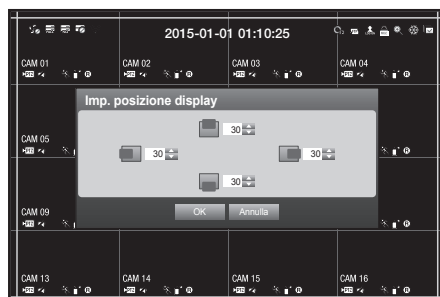 2015-01-01 01:10:25
CAM 01 CAM 02 CAM 03 CAM 04
Imp. posizione display
30
CAM 05
30 30
30
CAM 09
OK Annulla
CAM 13 CAM 14 CAM 15 CAM 16